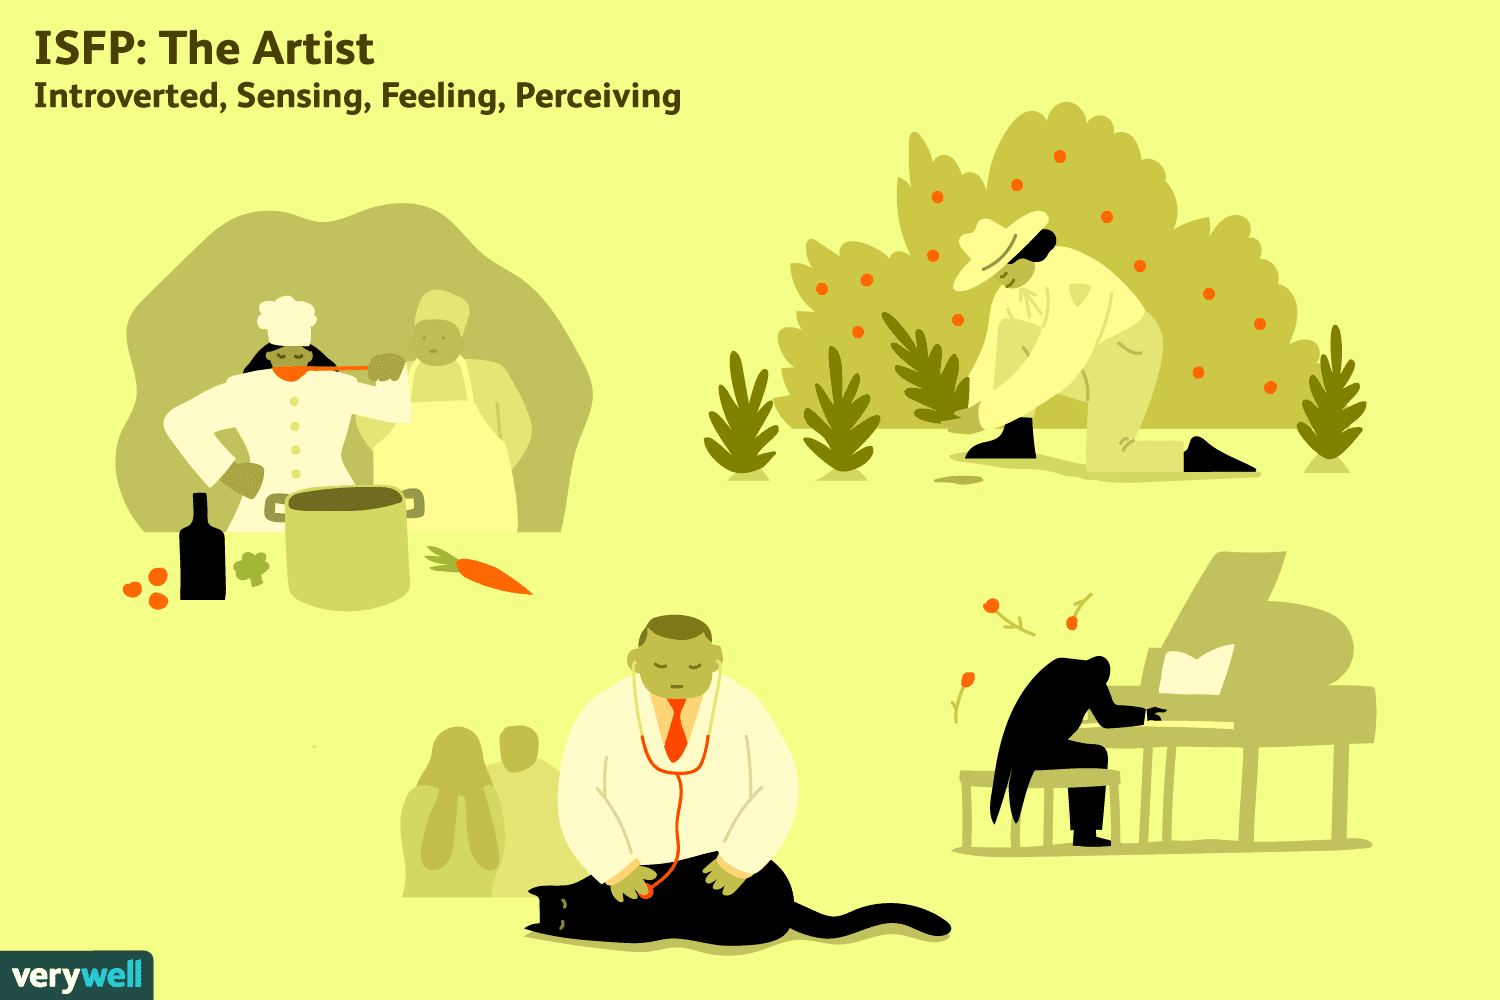 ISFP: The Artist
Introverted, Sensing, Feeling, Perceiving
verywell